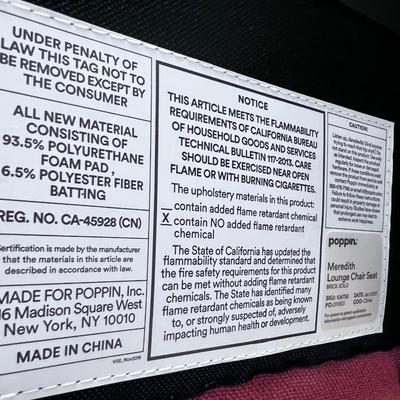 UNDER PENALTY OF
LAW THIS TAG NOT TO
BE REMOVED EXCEPT BY
THE CONSUMER
ALL NEW MATERIAL
CONSISTING OF
93.5% POLYURETHANE
FOAM PAD,
6.5% POLYESTER FIBER
BATTING
REG. NO. CA-45928 (CN)
Certification is made by the manufacturer
that the materials in this article are
described in accordance with law.
MADE FOR POPPIN, Inc.
16 Madison Square West
New York, NY 10010
MADE IN CHINA
V02_Nov2019
NOTICE
THIS ARTICLE MEETS THE FLAMMABILITY
REQUIREMENTS OF CALIFORNIA BUREAU
OF HOUSEHOLD GOODS AND SERVICES
TECHNICAL BULLETIN 117-2013. CARE
SHOULD BE EXERCISED NEAR OPEN
FLAME OR WITH BURNING CIGARETTES.
The upholstery materials in this product:
_ contain added flame retardant chemical
X contain NO added flame retardant
chemical
The State of California has updated the
flammability standard and determined that
the fire safety requirements for this product
can be met without adding flame retardant
chemicals. The State has identified many
flame retardant chemicals as being known
to, or strongly suspected of, adversely
impacting human health or development.
CAUTION!
poppin.
Meredith
Lounge Chair Seat
BRICK SOLO